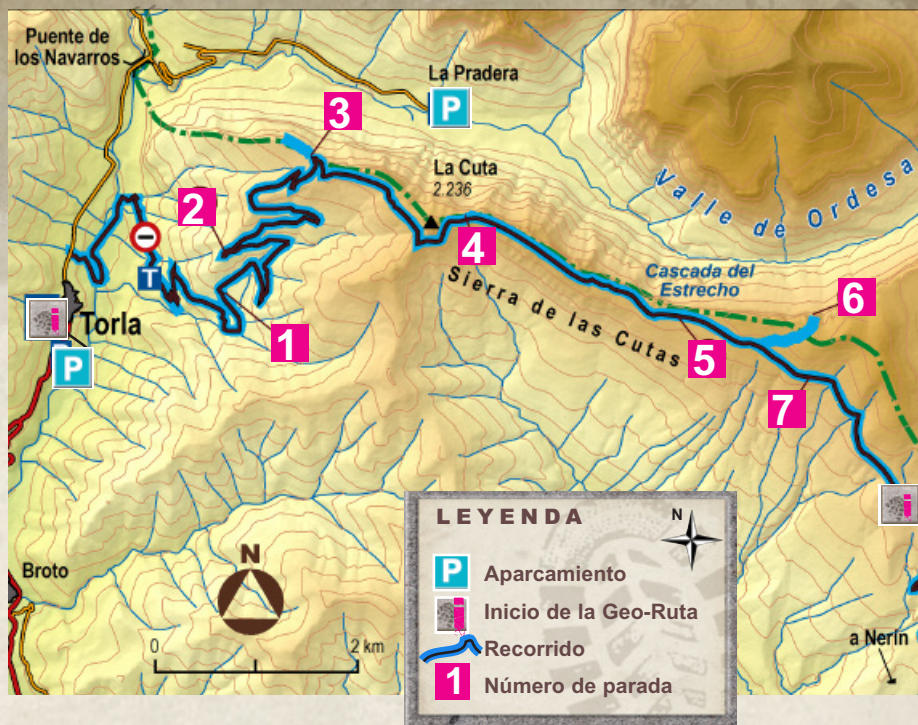 Puente de
los Navarros
La Pradera
P
3
La Cuta
2.236
Valle de Ordesa
2
4
T
Sierra de las Cutas
Cascada del
Estrecho
6
i
Torla
1
5
P
7
i
LEYENDA
N
P Aparcamiento
i Inicio de la Geo-Ruta
Recorrido
1 Número de parada
N
Broto
0 2 km
a Nerín